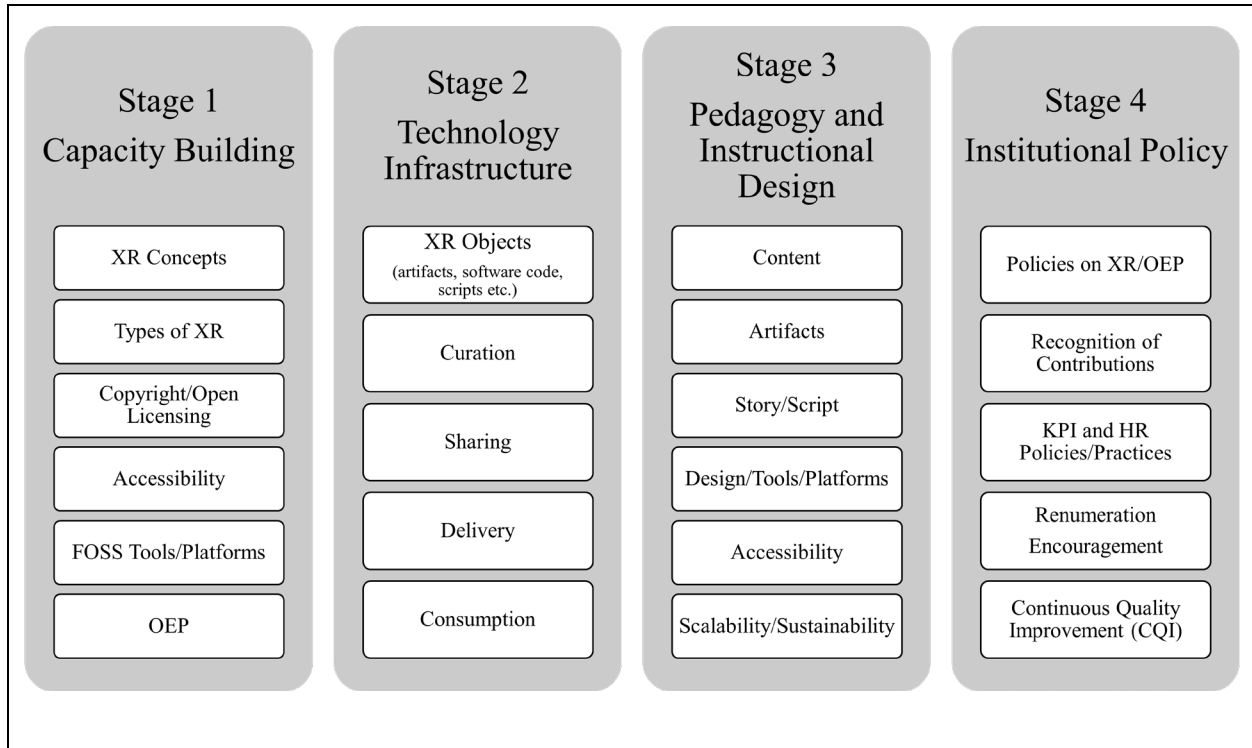 Stage 1
Capacity Building
XR Concepts
Types of XR
Copyright/Open
Licensing
Accessibility
FOSS Tools/Platforms
OEP
Stage 2
Technology
Infrastructure
XR Objects
(artifacts, software code,
scripts etc.)
Curation
Sharing
Delivery
Consumption
Stage 3
Pedagogy and
Instructional
Design
Content
Artifacts
Story/Script
Design/Tools/Platforms
Accessibility
Scalability/Sustainability
Stage 4
Institutional Policy
Policies on XR/OEP
Recognition of
Contributions
KPI and HR
Policies/Practices
Renumeration
Encouragement
Continuous Quality
Improvement (CQI)